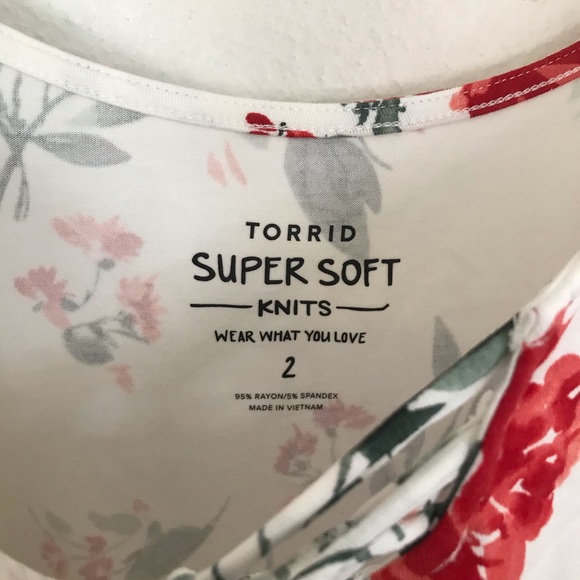 TORRID
SUPER SOFT
KNITS
WEAR WHAT YOU LOVE
2
95% RAYON/5% SPANDEX
MADE IN VIETNAM